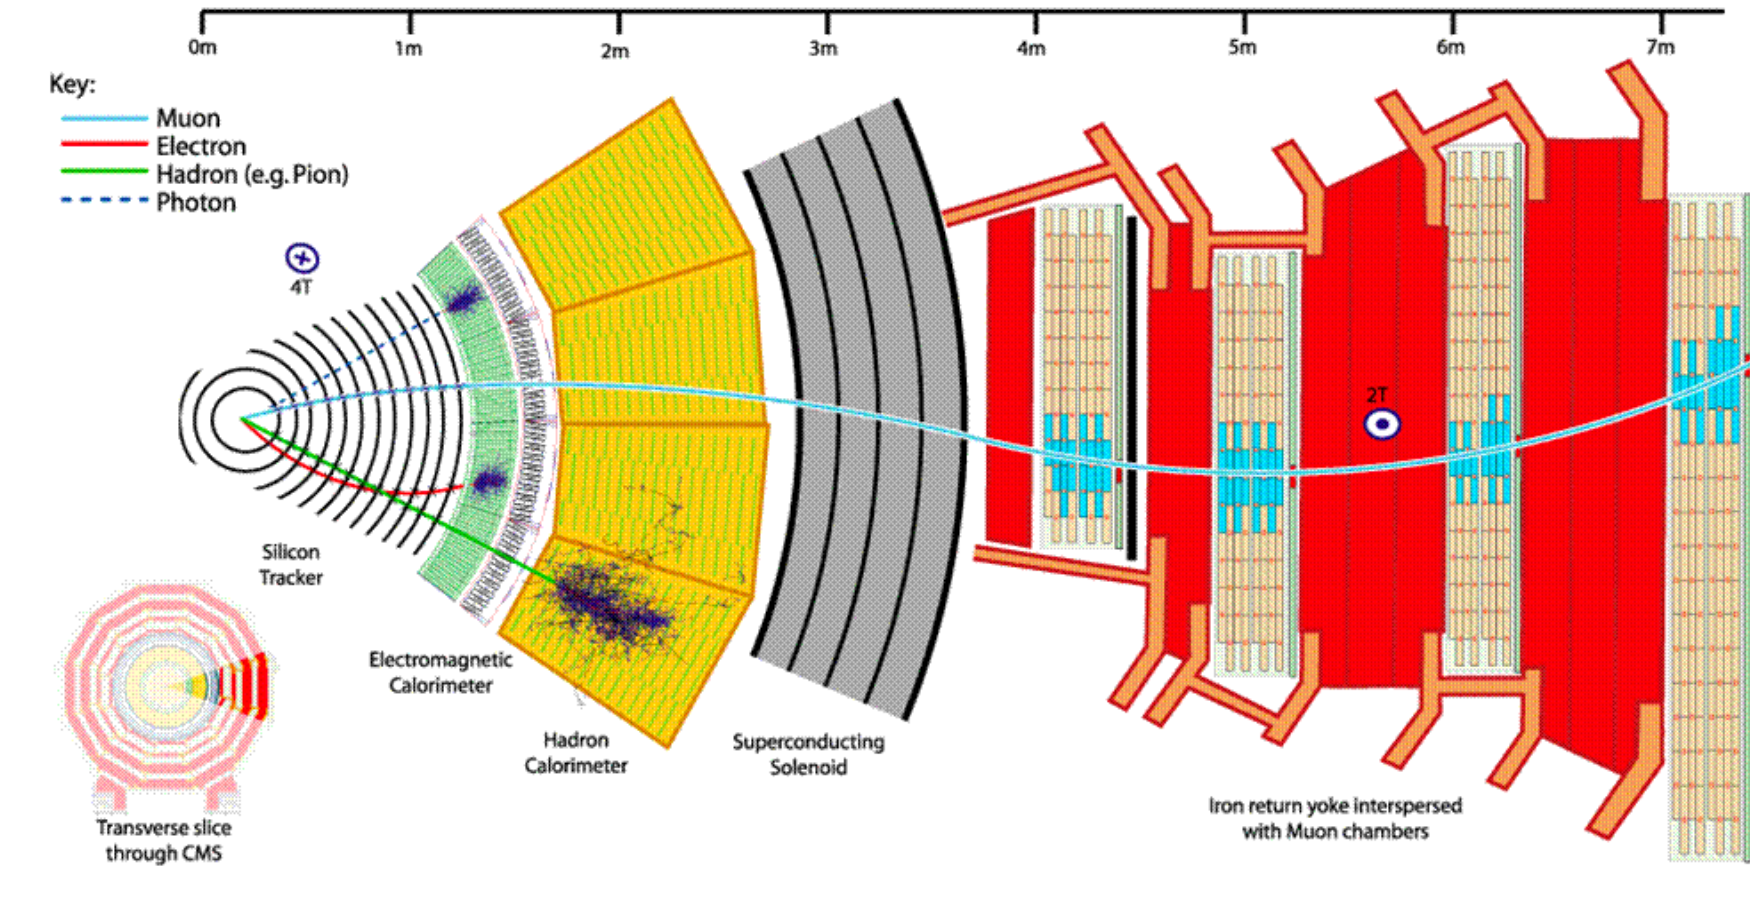 0m
1m
2m
3m
4m
5m
6m
7m
Key:
Muon
Electron
Hadron (e.g. Pion)
Photon
4T
2T
Silicon
Tracker
Electromagnetic
Calorimeter
Hadron
Calorimeter
Superconducting
Solenoid
Iron return yoke interspersed
with Muon chambers
Transverse slice
through CMS